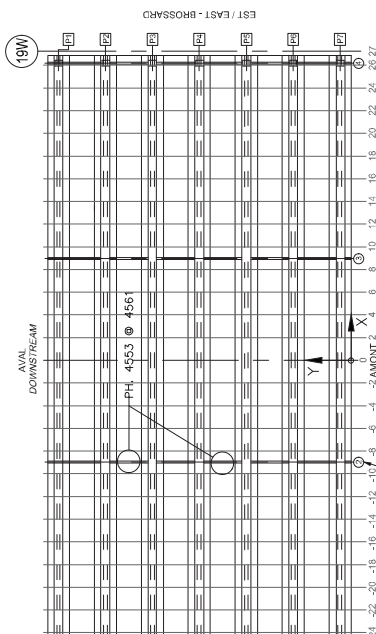 EST / EAST - BROSSARD
19W
P1
P2
P3
P4
P5
P6
P7
AVAL
DOWNSTREAM
PH. 4553 @ 4561
Y
X
AMONT
2
3
4
-24 -22 -20 -18 -16 -14 -12 -10 -8 -6 -4 -2 0 2 4 6 8 10 12 14 16 18 20 22 24 26 27